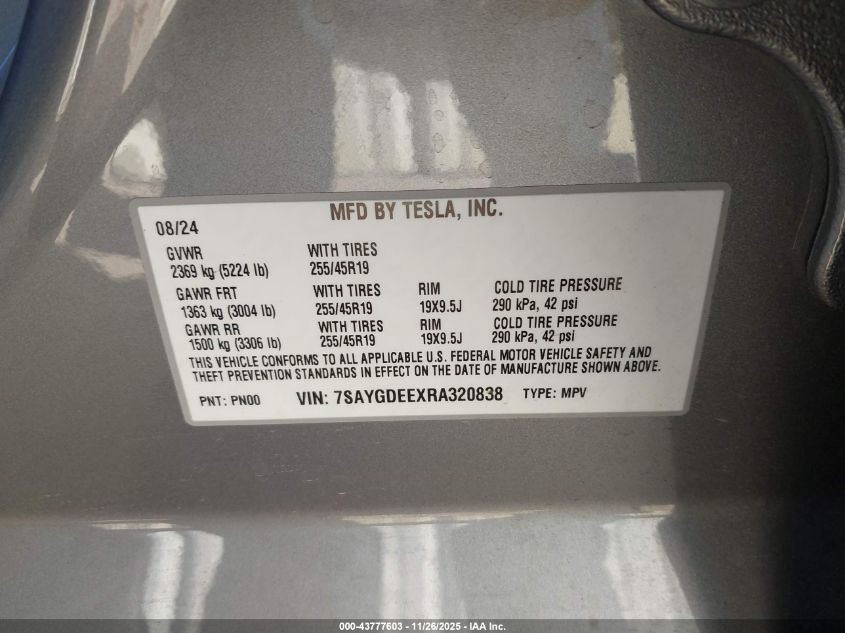 MFD BY TESLA, INC.
08/24
GVWR WITH TIRES
2369 kg (5224 lb) 255/45R19
GAWR FRT WITH TIRES RIM COLD TIRE PRESSURE
1363 kg (3004 lb) 255/45R19 19X9.5J 290 kPa, 42 psi
GAWR RR WITH TIRES RIM COLD TIRE PRESSURE
1500 kg (3306 lb) 255/45R19 19X9.5J 290 kPa, 42 psi
THIS VEHICLE CONFORMS TO ALL APPLICABLE U.S. FEDERAL MOTOR VEHICLE SAFETY AND
THEFT PREVENTION STANDARDS IN EFFECT ON THE DATE OF MANUFACTURE SHOWN ABOVE.
PNT: PN00 VIN: 7SAYGDEEXRA320838 TYPE: MPV
000-43777603 - 11/26/2025 - IAA Inc.